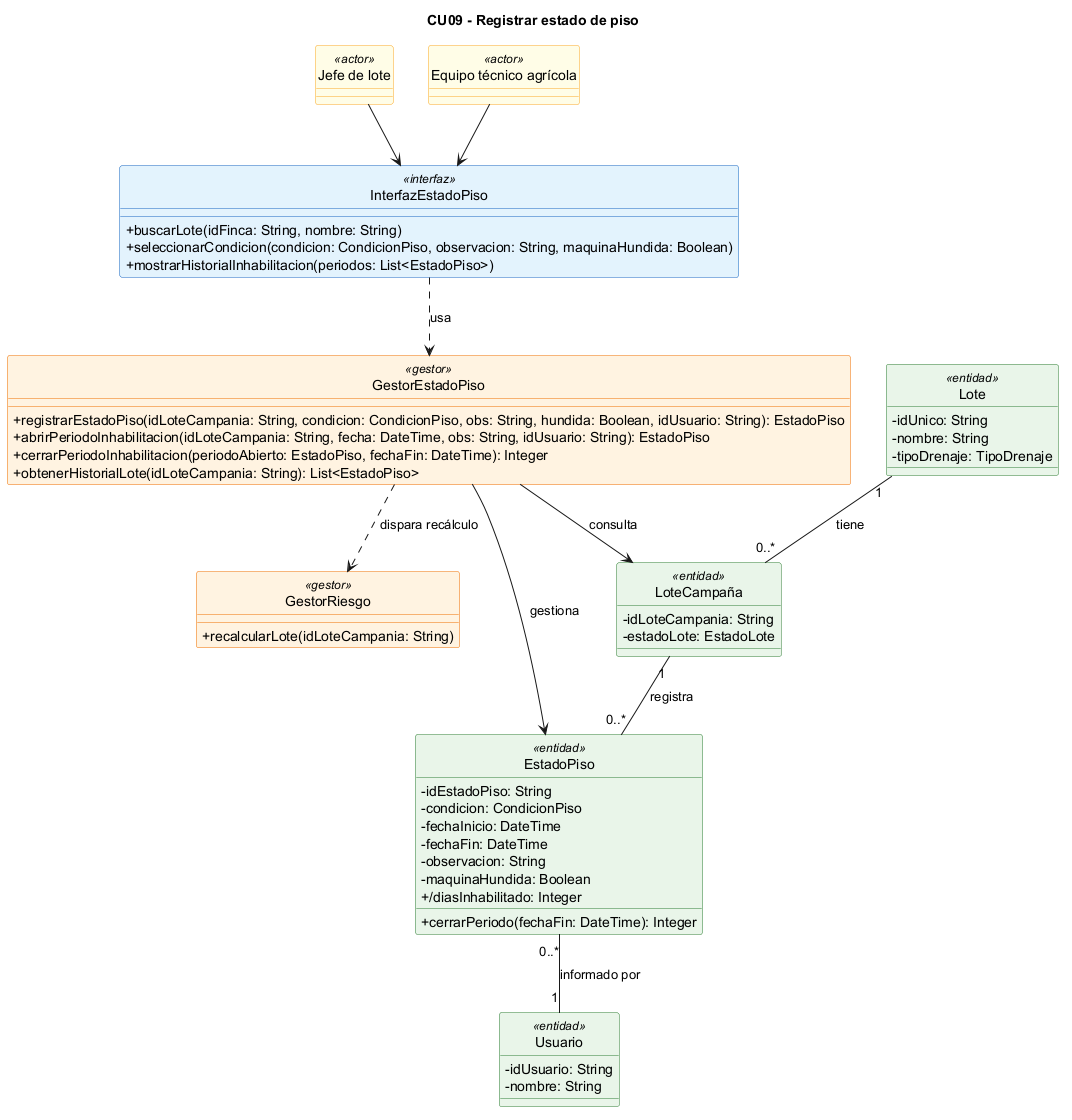 CU09 - Registrar estado de piso
«actor»
Jefe de lote
«actor»
Equipo técnico agrícola
«interfaz»
InterfazEstadoPiso
+buscarLote(idFinca: String, nombre: String)
+seleccionarCondicion(condicion: CondicionPiso, observacion: String, maquinaHundida: Boolean)
+mostrarHistorialInhabilitacion(periodos: List<EstadoPiso>)
usa
«gestor»
GestorEstadoPiso
+registrarEstadoPiso(idLoteCampania: String, condicion: CondicionPiso, obs: String, hundida: Boolean, idUsuario: String): EstadoPiso
+abrirPeriodoInhabilitacion(idLoteCampania: String, fecha: DateTime, obs: String, idUsuario: String): EstadoPiso
+cerrarPeriodoInhabilitacion(periodoAbierto: EstadoPiso, fechaFin: DateTime): Integer
+obtenerHistorialLote(idLoteCampania: String): List<EstadoPiso>
«entidad»
Lote
-idUnico: String
-nombre: String
-tipoDrenaje: TipoDrenaje
dispara recálculo
consulta
1
tiene
0..*
«gestor»
GestorRiesgo
+recalcularLote(idLoteCampania: String)
gestiona
«entidad»
LoteCampaña
-idLoteCampania: String
-estadoLote: EstadoLote
1
registra
0..*
«entidad»
EstadoPiso
-idEstadoPiso: String
-condicion: CondicionPiso
-fechaInicio: DateTime
-fechaFin: DateTime
-observacion: String
-maquinaHundida: Boolean
+/diasInhabilitado: Integer
+cerrarPeriodo(fechaFin: DateTime): Integer
0..*
informado por
1
«entidad»
Usuario
-idUsuario: String
-nombre: String